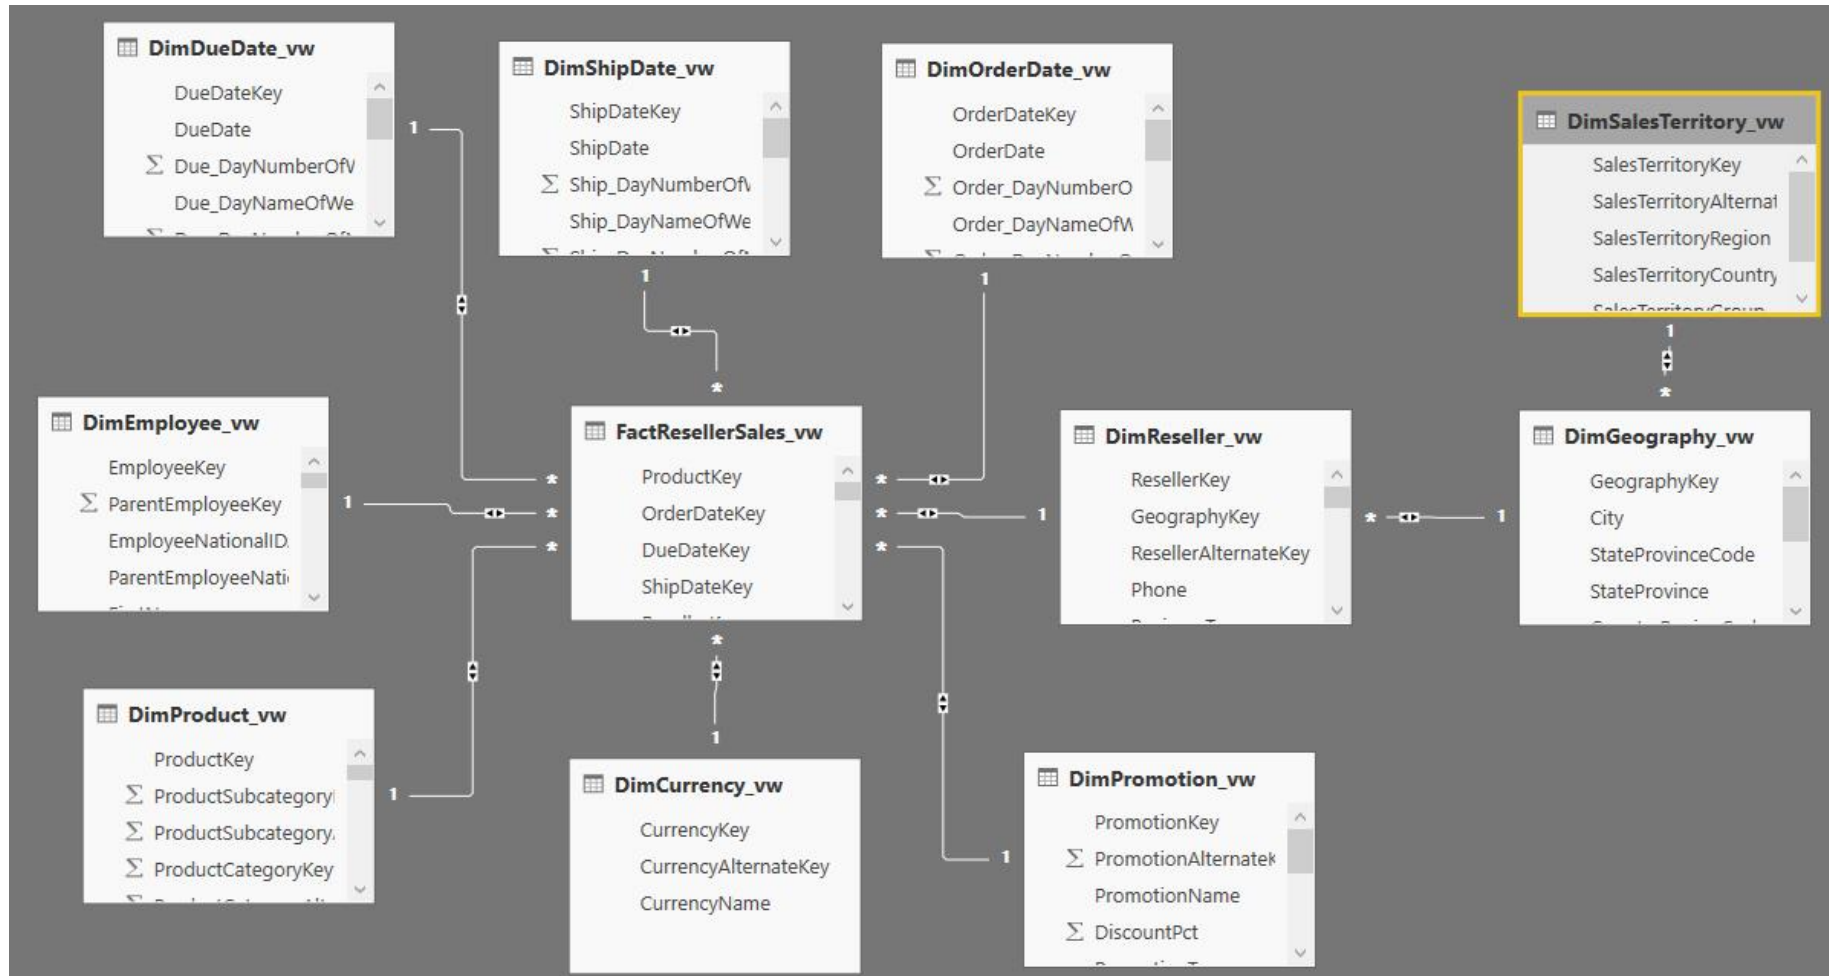 DimDueDate_vw
DueDateKey
DueDate
Σ Due_DayNumberOfW
Due_DayNameOfWe
1
DimShipDate_vw
ShipDateKey
ShipDate
Σ Ship_DayNumberOfW
Ship_DayNameOfWe
1
*
DimOrderDate_vw
OrderDateKey
OrderDate
Σ Order_DayNumberO
Order_DayNameOfW
1
DimSalesTerritory_vw
SalesTerritoryKey
SalesTerritoryAlternat
SalesTerritoryRegion
SalesTerritoryCountry
1
*
DimEmployee_vw
EmployeeKey
Σ ParentEmployeeKey
EmployeeNationalID
ParentEmployeeNati
1
*
*
*
FactResellerSales_vw
ProductKey
OrderDateKey
DueDateKey
ShipDateKey
*
*
*
*
1
DimReseller_vw
ResellerKey
GeographyKey
ResellerAlternateKey
Phone
*
1
DimGeography_vw
GeographyKey
City
StateProvinceCode
StateProvince
DimProduct_vw
ProductKey
Σ ProductSubcategory
Σ ProductSubcategory
Σ ProductCategoryKey
1
1
DimCurrency_vw
CurrencyKey
CurrencyAlternateKey
CurrencyName
1
DimPromotion_vw
PromotionKey
Σ PromotionAlternateK
PromotionName
Σ DiscountPct